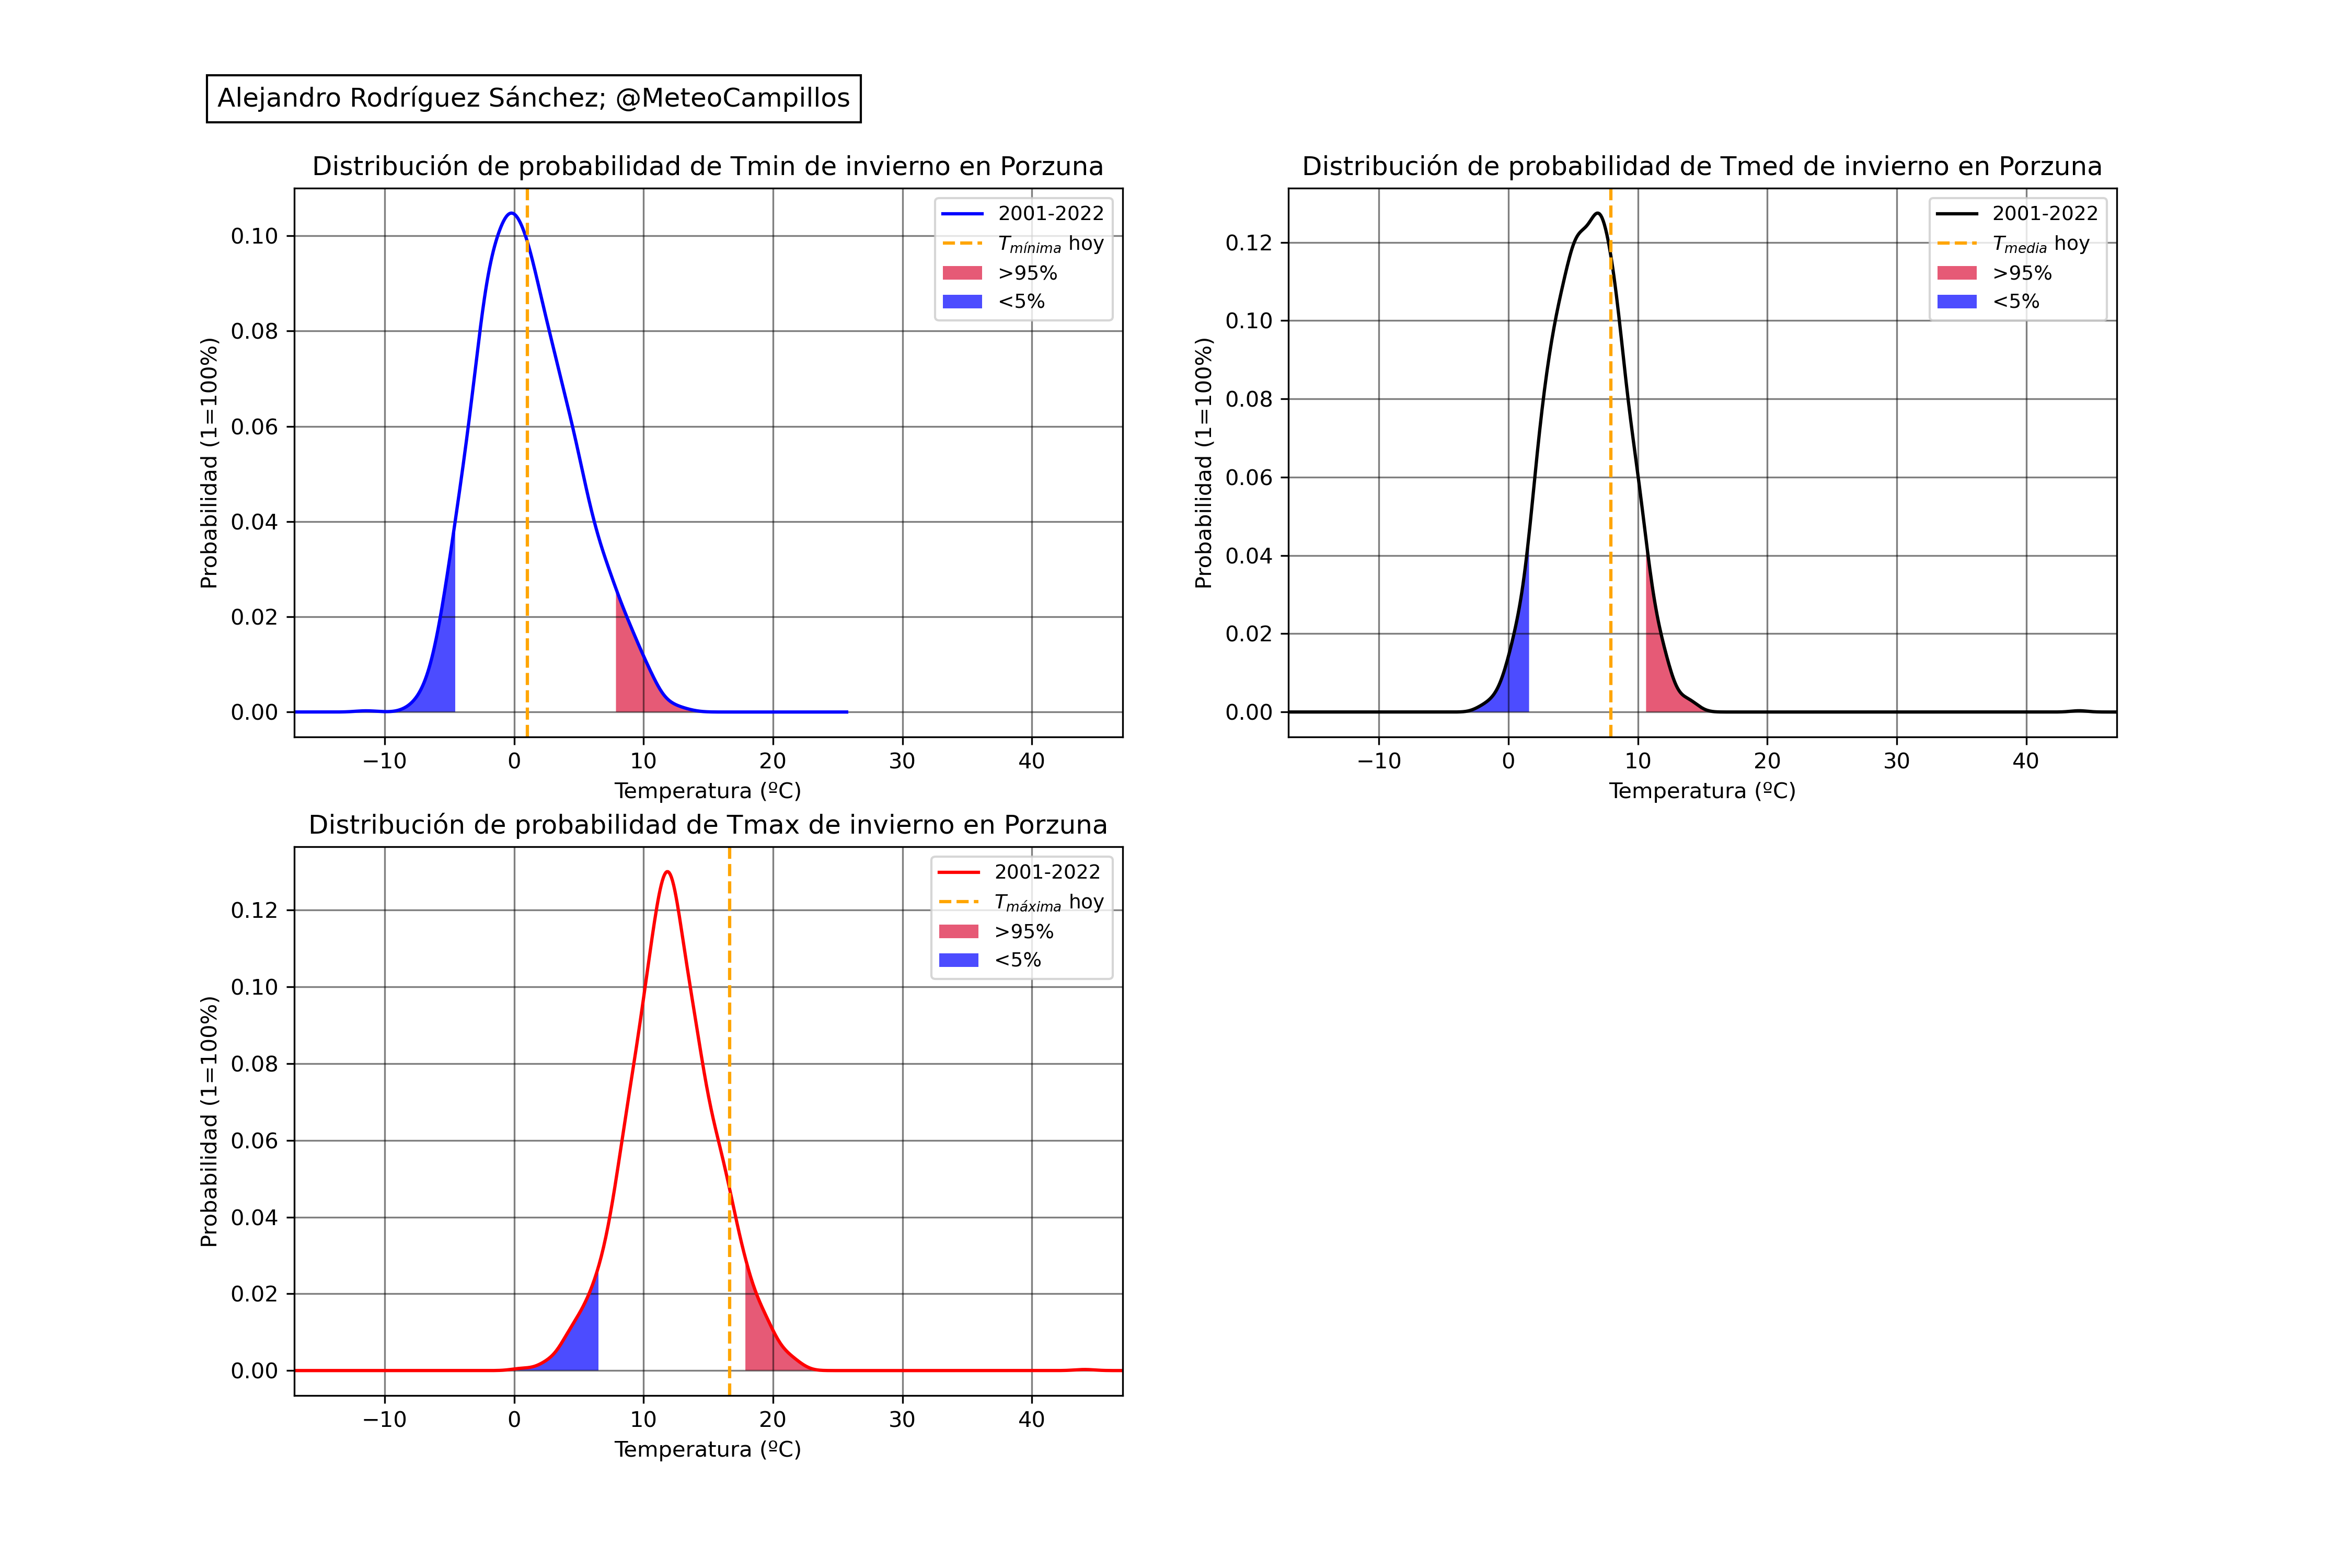 Alejandro Rodríguez Sánchez; @MeteoCampillos
Distribución de probabilidad de Tmin de invierno en Porzuna
Probabilidad (1=100%)
0.10
0.08
0.06
0.04
0.02
0.00
−10 0 10 20 30 40
Temperatura (ºC)
2001-2022
Tmínima hoy
>95%
<5%
Distribución de probabilidad de Tmed de invierno en Porzuna
Probabilidad (1=100%)
0.12
0.10
0.08
0.06
0.04
0.02
0.00
−10 0 10 20 30 40
Temperatura (ºC)
2001-2022
Tmedia hoy
>95%
<5%
Distribución de probabilidad de Tmax de invierno en Porzuna
Probabilidad (1=100%)
0.12
0.10
0.08
0.06
0.04
0.02
0.00
−10 0 10 20 30 40
Temperatura (ºC)
2001-2022
Tmáxima hoy
>95%
<5%